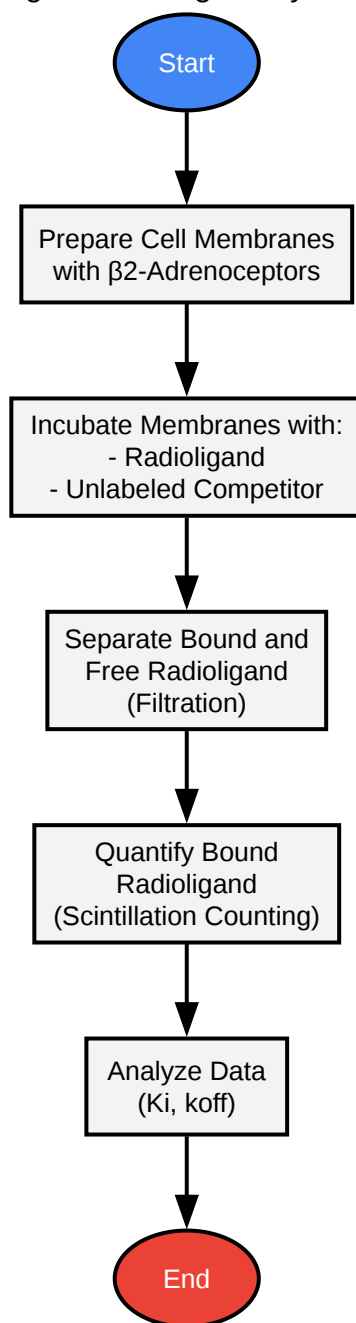 Start
Prepare Cell Membranes
with β2-Adrenoceptors
Incubate Membranes with:
- Radioligand
- Unlabeled Competitor
Separate Bound and
Free Radioligand
(Filtration)
Quantify Bound
Radioligand
(Scintillation Counting)
Analyze Data
(Ki, koff)
End